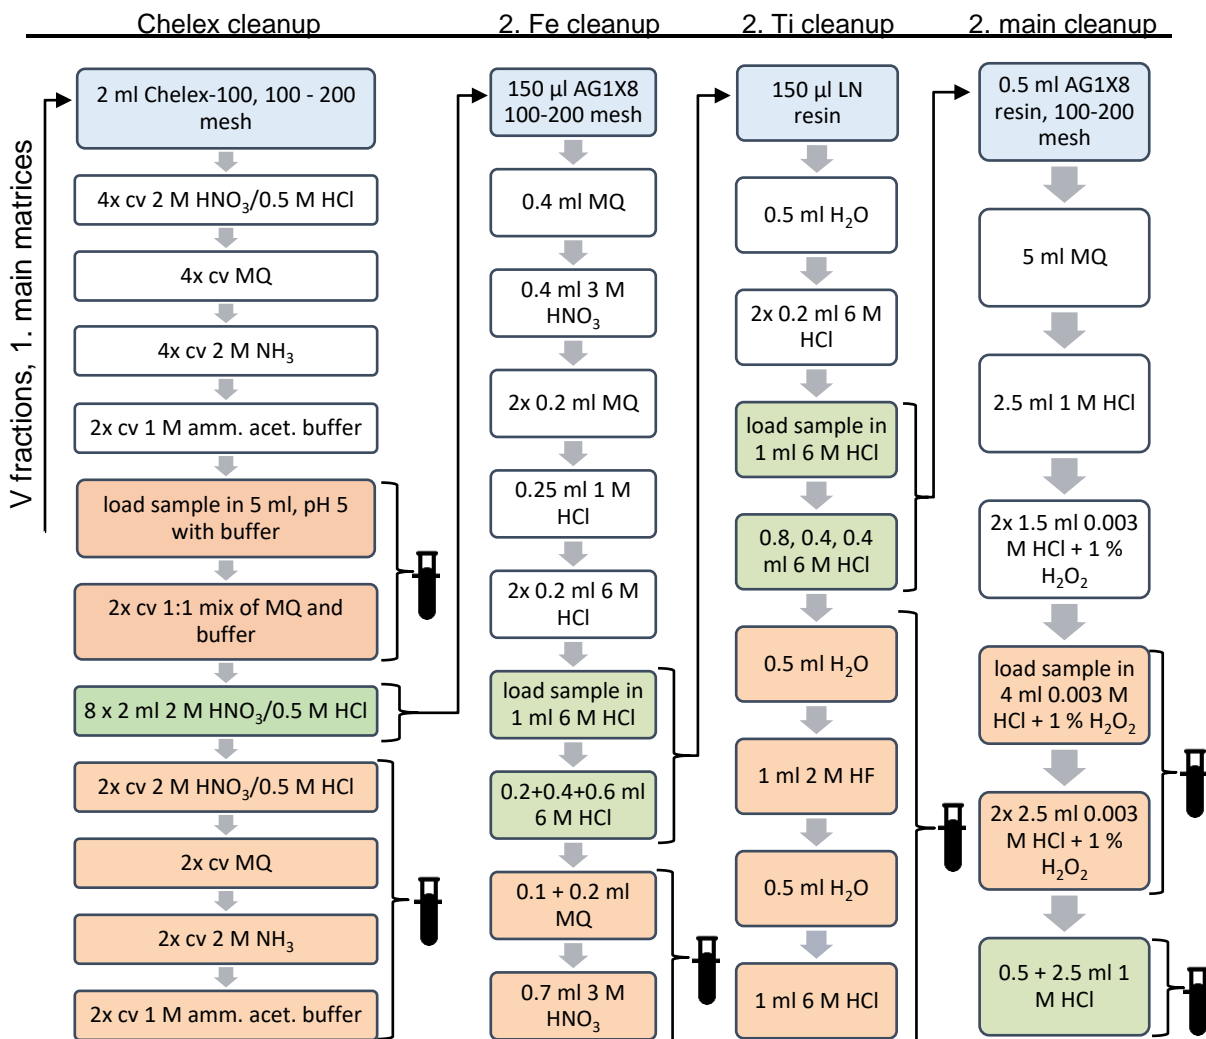 Chelex cleanup
2. Fe cleanup
2. Ti cleanup
2. main cleanup
V fractions, 1. main matrices
2 ml Chelex-100, 100 - 200
mesh
4x cv 2 M HNO₃/0.5 M HCl
4x cv MQ
4x cv 2 M NH₃
2x cv 1 M amm. acet. buffer
load sample in 5 ml, pH 5
with buffer
2x cv 1:1 mix of MQ and
buffer
8 x 2 ml 2 M HNO₃/0.5 M HCl
2x cv 2 M HNO₃/0.5 M HCl
2x cv MQ
2x cv 2 M NH₃
2x cv 1 M amm. acet. buffer
150 µl AG1X8
100-200 mesh
0.4 ml MQ
0.4 ml 3 M
HNO₃
2x 0.2 ml MQ
0.25 ml 1 M
HCl
2x 0.2 ml 6 M
HCl
load sample in
1 ml 6 M HCl
0.2+0.4+0.6 ml
6 M HCl
0.1 + 0.2 ml
MQ
0.7 ml 3 M
HNO₃
150 µl LN
resin
0.5 ml H₂O
2x 0.2 ml 6 M
HCl
load sample in
1 ml 6 M HCl
0.8, 0.4, 0.4
ml 6 M HCl
0.5 ml H₂O
1 ml 2 M HF
0.5 ml H₂O
1 ml 6 M HCl
0.5 ml AG1X8
resin, 100-200
mesh
5 ml MQ
2.5 ml 1 M HCl
2x 1.5 ml 0.003
M HCl + 1 %
H₂O₂
load sample in
4 ml 0.003 M
HCl + 1 % H₂O₂
2x 2.5 ml 0.003
M HCl + 1 %
H₂O₂
0.5 + 2.5 ml 1
M HCl